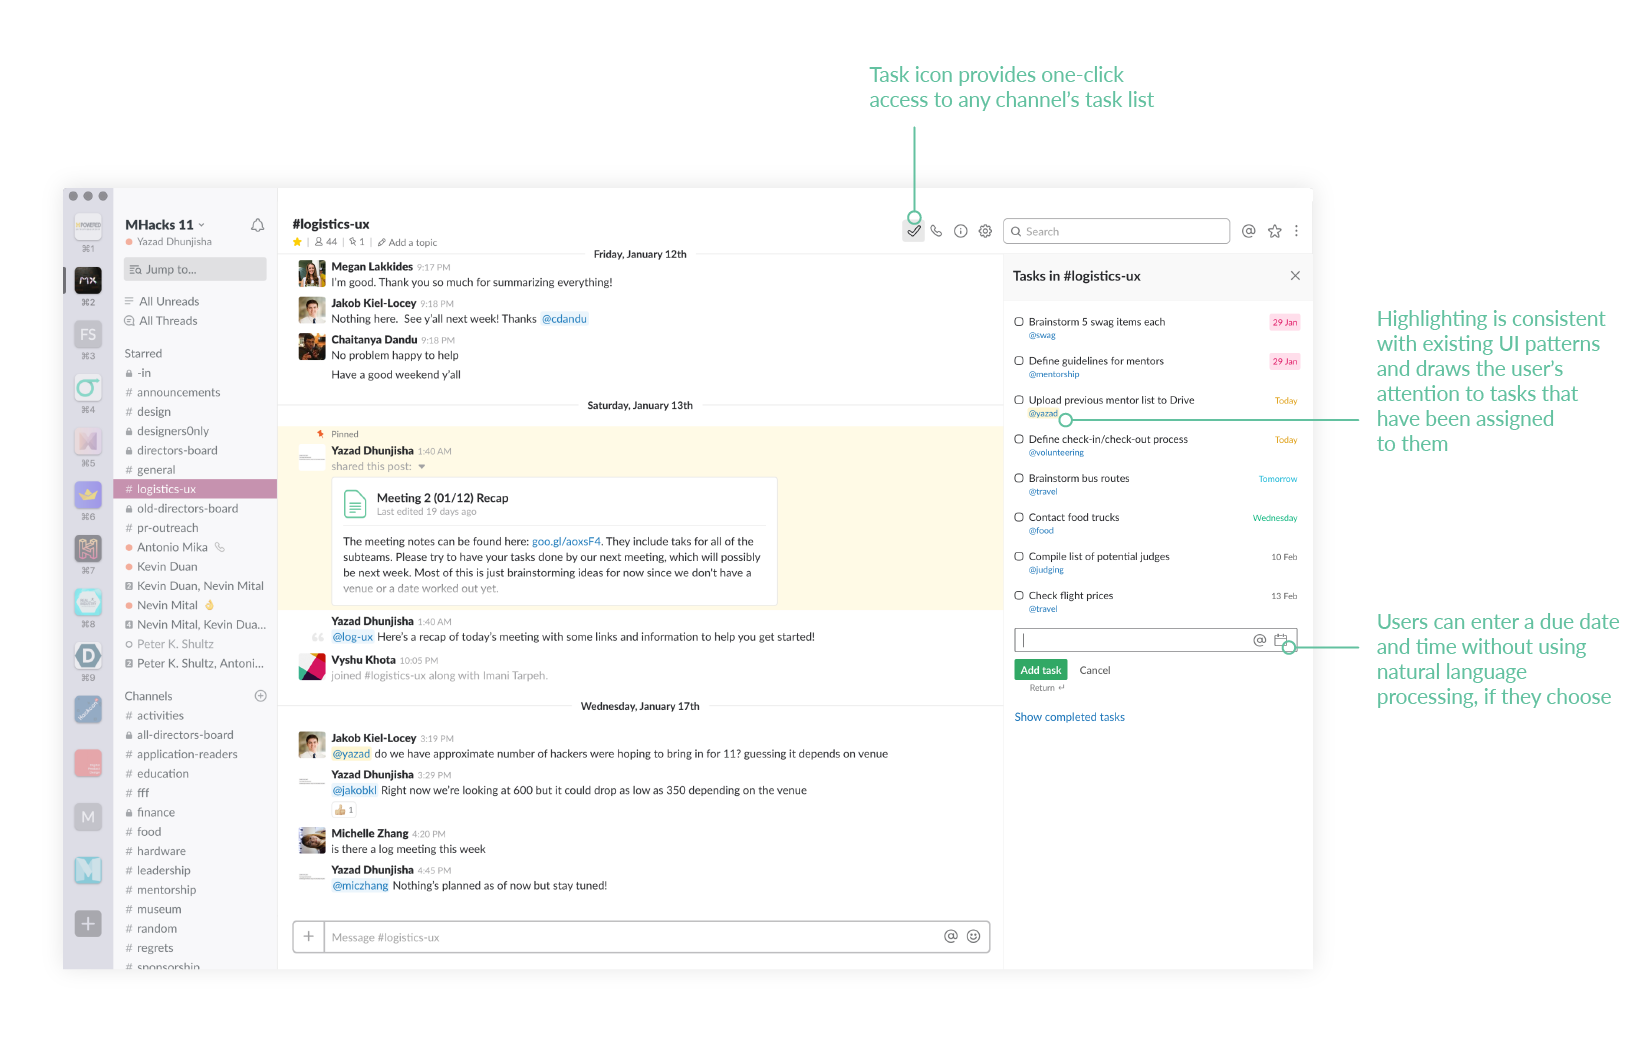 Task icon provides one-click
access to any channel's task list
MHacks 11
Yazad Dhunjisha
Jump to...
All Unreads
All Threads
Starred
-in
# announcements
# design
designers0nly
directors-board
# general
# logistics-ux
old-directors-board
# pr-outreach
Antonio Mika
Kevin Duan
2 Kevin Duan, Nevin Mital
Nevin Mital
4 Nevin Mital, Kevin Dua...
Peter K. Shultz
2 Peter K. Shultz, Antoni...
Channels
# activities
all-directors-board
# application-readers
# education
# fff
finance
# food
# hardware
# leadership
# mentorship
# museum
# random
# regrets
# sponsorship
⌘1
MX
⌘2
FS
⌘3
⌘4
⌘5
⌘6
⌘7
⌘8
D
⌘9
M
#logistics-ux
44 | 1 | Add a topic
Search
Friday, January 12th
Megan Lakkides 9:17 PM
I'm good. Thank you so much for summarizing everything!
Jakob Kiel-Locey 9:18 PM
Nothing here. See y'all next week! Thanks @cdandu
Chaitanya Dandu 9:18 PM
No problem happy to help
Have a good weekend y'all
Saturday, January 13th
Pinned
Yazad Dhunjisha 1:40 AM
shared this post:
Meeting 2 (01/12) Recap
Last edited 19 days ago
The meeting notes can be found here: goo.gl/aoxsF4. They include taks for all of the
subteams. Please try to have your tasks done by our next meeting, which will possibly
be next week. Most of this is just brainstorming ideas for now since we don't have a
venue or a date worked out yet.
Yazad Dhunjisha 1:40 AM
@log-ux Here's a recap of today's meeting with some links and information to help you get started!
Vyshu Khota 10:05 PM
joined #logistics-ux along with Imani Tarpeh.
Wednesday, January 17th
Jakob Kiel-Locey 3:19 PM
@yazad do we have approximate number of hackers were hoping to bring in for 11? guessing it depends on venue
Yazad Dhunjisha 3:29 PM
@jakobkl Right now we're looking at 600 but it could drop as low as 350 depending on the venue
1
Michelle Zhang 4:20 PM
is there a log meeting this week
Yazad Dhunjisha 4:45 PM
@miczhang Nothing's planned as of now but stay tuned!
Message #logistics-ux
Tasks in #logistics-ux
Brainstorm 5 swag items each 29 Jan
@swag
Define guidelines for mentors 29 Jan
@mentorship
Upload previous mentor list to Drive Today
@yazad
Define check-in/check-out process Today
@volunteering
Brainstorm bus routes Tomorrow
@travel
Contact food trucks Wednesday
@food
Compile list of potential judges 10 Feb
@judging
Check flight prices 13 Feb
@travel
Add task Cancel
Return ↵
Show completed tasks
Highlighting is consistent
with existing UI patterns
and draws the user's
attention to tasks that
have been assigned
to them
Users can enter a due date
and time without using
natural language
processing, if they choose